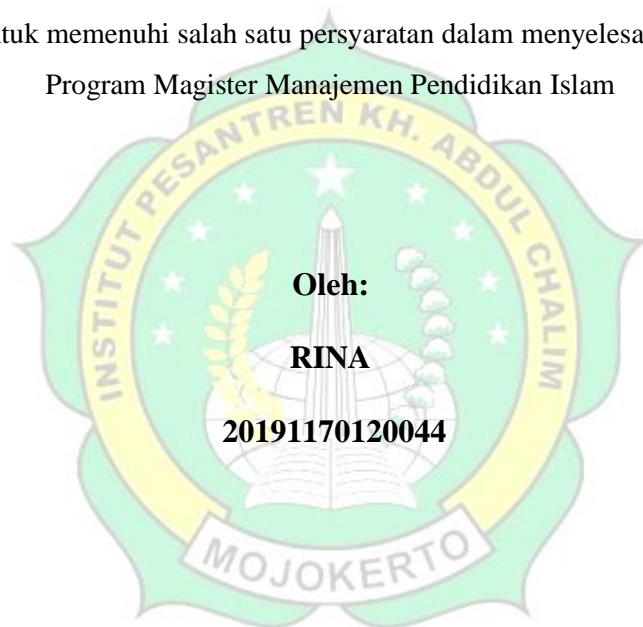 tuk memenuhi salah satu persyaratan dalam menyelesa
Program Magister Manajemen Pendidikan Islam
INSTITUT PESANTREN KH. ABDUL CHALIM
Oleh:
RINA
20191170120044
MOJOKERTO